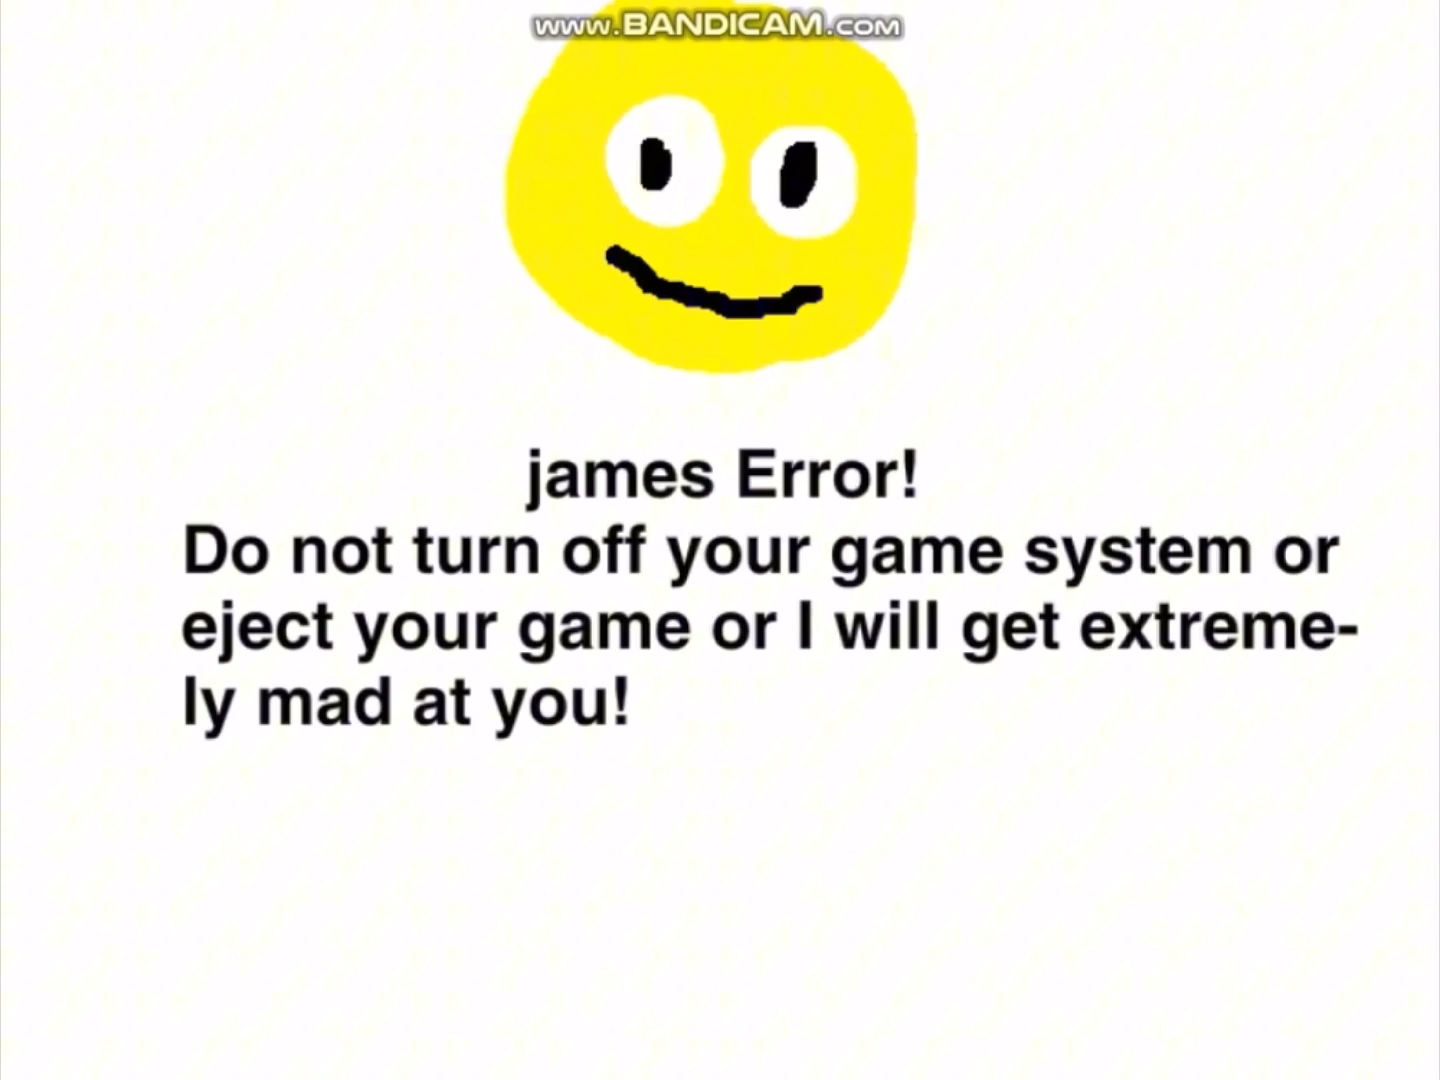 www.BANDICAM.com
james Error!
Do not turn off your game system or
eject your game or I will get extreme-
ly mad at you!